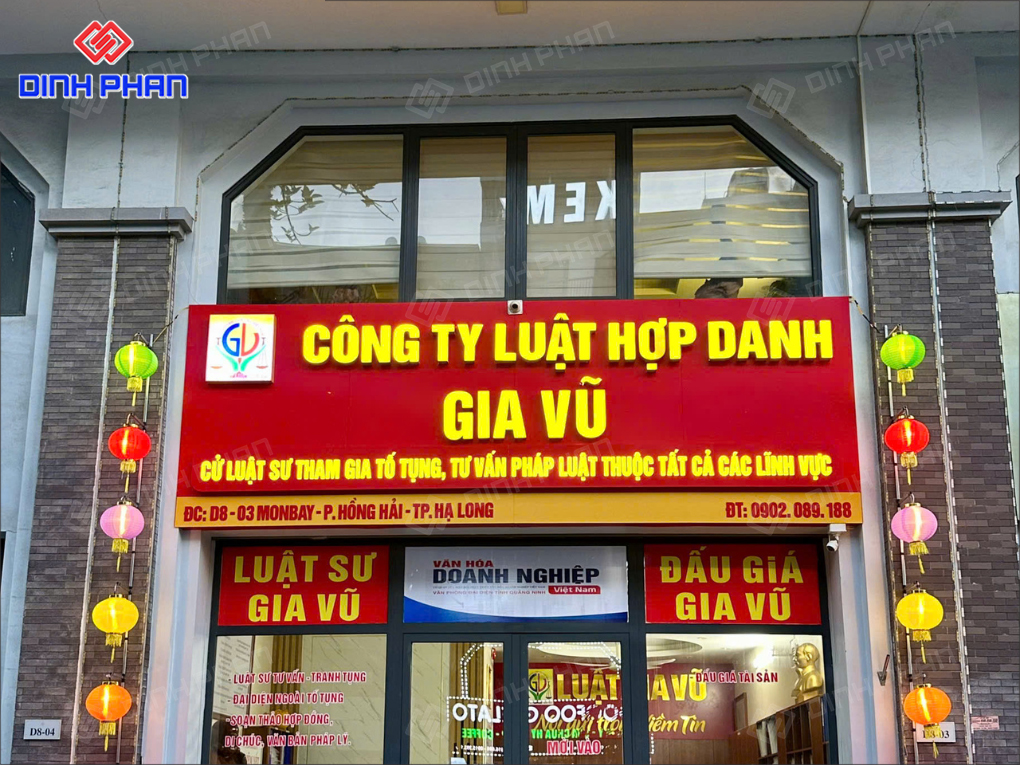 DINH PHAN
CÔNG TY LUẬT HỢP DANH
GIA VŨ
CỬ LUẬT SƯ THAM GIA TỐ TỤNG, TƯ VẤN PHÁP LUẬT THUỘC TẤT CẢ CÁC LĨNH VỰC
ĐC: D8 - 03 MONBAY - P. HỒNG HẢI - TP. HẠ LONG
ĐT: 0902. 089. 188
LUẬT SƯ
GIA VŨ
VĂN HÓA
DOANH NGHIỆP
Việt Nam
ĐẤU GIÁ
GIA VŨ
- LUẬT SƯ TƯ VẤN - TRANH TỤNG
- ĐẠI DIỆN NGOÀI TỐ TỤNG
- SOẠN THẢO HỢP ĐỒNG,
DI CHÚC, VĂN BẢN PHÁP LÝ.
LUẬT GIA VŨ
ĐẤU GIÁ TÀI SẢN
MỜI VÀO
D8-04